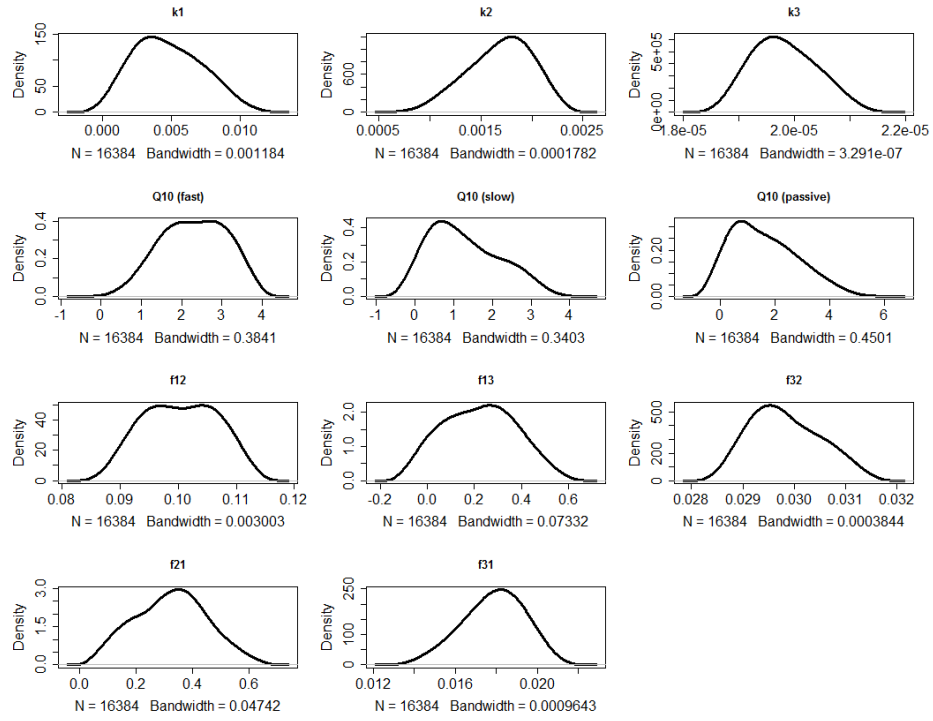 k1
k2
k3
Density
0 50 150
0 600
0e+00 5e+05
0.000 0.005 0.010
0.0005 0.0015 0.0025
1.8e-05 2.0e-05 2.2e-05
N = 16384 Bandwidth = 0.001184
N = 16384 Bandwidth = 0.0001782
N = 16384 Bandwidth = 3.291e-07
Q10 (fast)
Q10 (slow)
Q10 (passive)
Density
Density
Density
0.0 0.2 0.4
0.0 0.2 0.4
0.00 0.20
-1 0 1 2 3 4
-1 0 1 2 3 4
0 2 4 6
N = 16384 Bandwidth = 0.3841
N = 16384 Bandwidth = 0.3403
N = 16384 Bandwidth = 0.4501
f12
f13
f32
Density
Density
Density
0 20 40
0.0 1.0 2.0
0 200 500
0.08 0.09 0.10 0.11 0.12
-0.2 0.0 0.2 0.4 0.6
0.028 0.029 0.030 0.031 0.032
N = 16384 Bandwidth = 0.003003
N = 16384 Bandwidth = 0.07332
N = 16384 Bandwidth = 0.0003844
f21
f31
Density
Density
0.0 1.5 3.0
0 100 250
0.0 0.2 0.4 0.6
0.012 0.016 0.020
N = 16384 Bandwidth = 0.04742
N = 16384 Bandwidth = 0.0009643